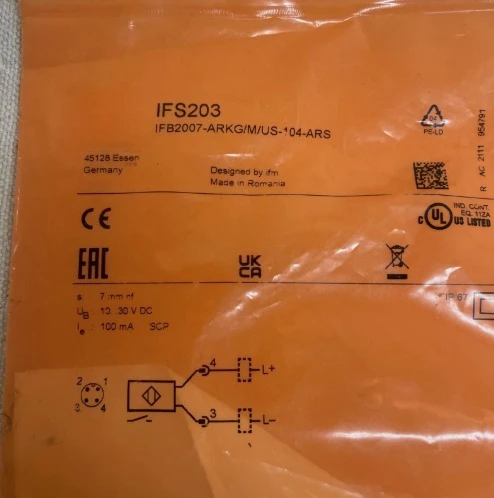 IFS203
IFB2007-ARKG/M/US-104-ARS
04
PE-LD
45128 Essen
Germany
Designed by ifm
Made in Romania
R AC 2111 954791
CE
C UL US LISTED
IND. CONT.
EQ. 112A
EAC
UK
CA
s 7 mm nf
UB 10...30 V DC
Ie 100 mA SCP
IP 67
2 1
3 4
4 L+
3 L-